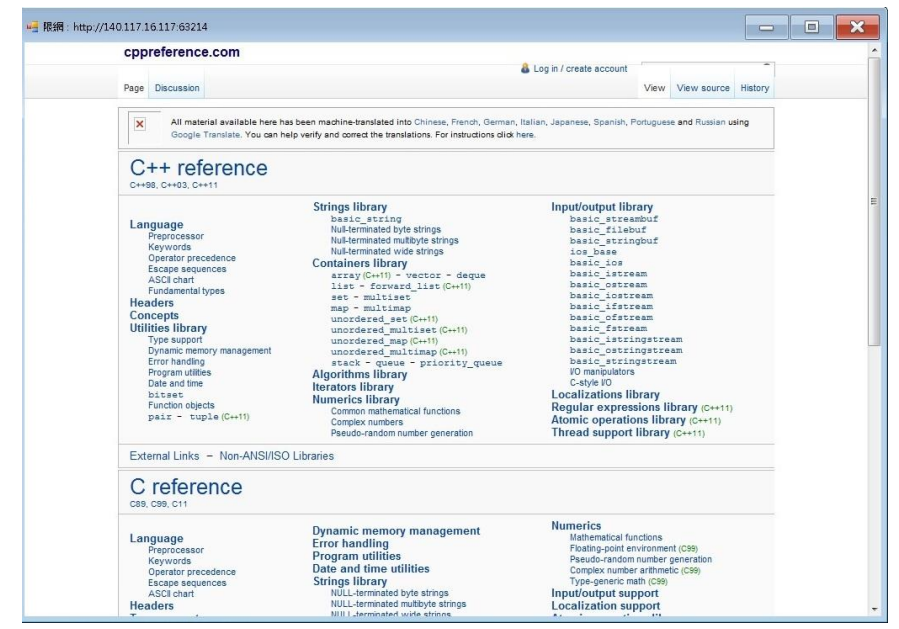 限網 : http://140.117.16.117:63214
cppreference.com
Log in / create account
Page Discussion View View source History
All material available here has been machine-translated into Chinese, French, German, Italian, Japanese, Spanish, Portuguese and Russian using
Google Translate. You can help verify and correct the translations. For instructions click here.
C++ reference
C++98, C++03, C++11
Language
Preprocessor
Keywords
Operator precedence
Escape sequences
ASCII chart
Fundamental types
Headers
Concepts
Utilities library
Type support
Dynamic memory management
Error handling
Program utilities
Date and time
bitset
Function objects
pair - tuple (C++11)
Strings library
basic_string
Null-terminated byte strings
Null-terminated multibyte strings
Null-terminated wide strings
Containers library
array (C++11) - vector - deque
list - forward_list (C++11)
set - multiset
map - multimap
unordered_set (C++11)
unordered_multiset (C++11)
unordered_map (C++11)
unordered_multimap (C++11)
stack - queue - priority_queue
Algorithms library
Iterators library
Numerics library
Common mathematical functions
Complex numbers
Pseudo-random number generation
Input/output library
basic_streambuf
basic_filebuf
basic_stringbuf
ios_base
basic_ios
basic_istream
basic_ostream
basic_iostream
basic_ifstream
basic_ofstream
basic_fstream
basic_istringstream
basic_ostringstream
basic_stringstream
I/O manipulators
C-style I/O
Localizations library
Regular expressions library (C++11)
Atomic operations library (C++11)
Thread support library (C++11)
External Links – Non-ANSI/ISO Libraries
C reference
C89, C99, C11
Language
Preprocessor
Keywords
Operator precedence
Escape sequences
ASCII chart
Headers
Dynamic memory management
Error handling
Program utilities
Date and time utilities
Strings library
NULL-terminated byte strings
NULL-terminated multibyte strings
NULL-terminated wide strings
Numerics
Mathematical functions
Floating-point environment (C99)
Pseudo-random number generation
Complex number arithmetic (C99)
Type-generic math (C99)
Input/output support
Localization support